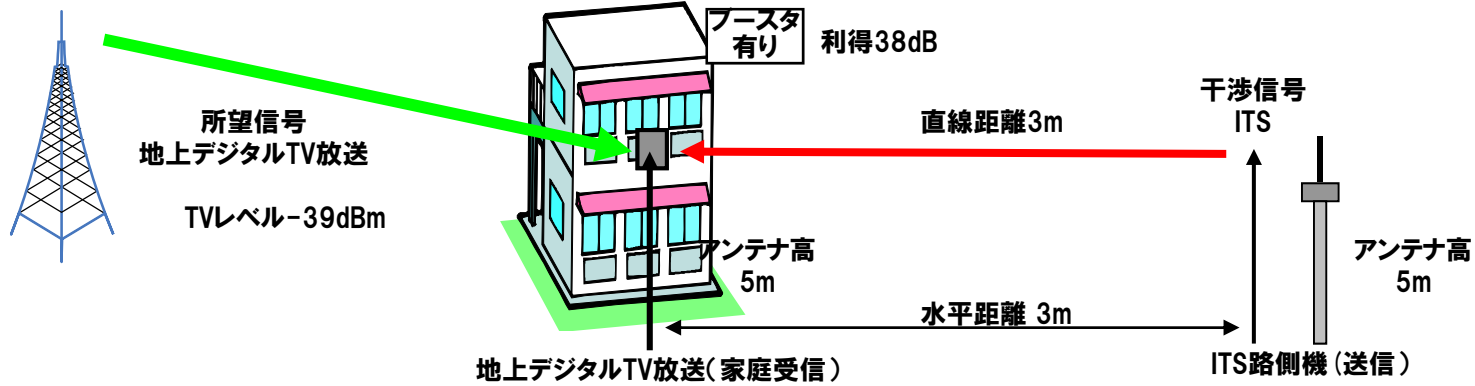 ブースタ
有り
利得38dB
所望信号
地上デジタルTV放送
TVレベル-39dBm
直線距離3m
干渉信号
ITS
アンテナ高
5m
アンテナ高
5m
水平距離 3m
地上デジタルTV放送(家庭受信)
ITS路側機(送信)